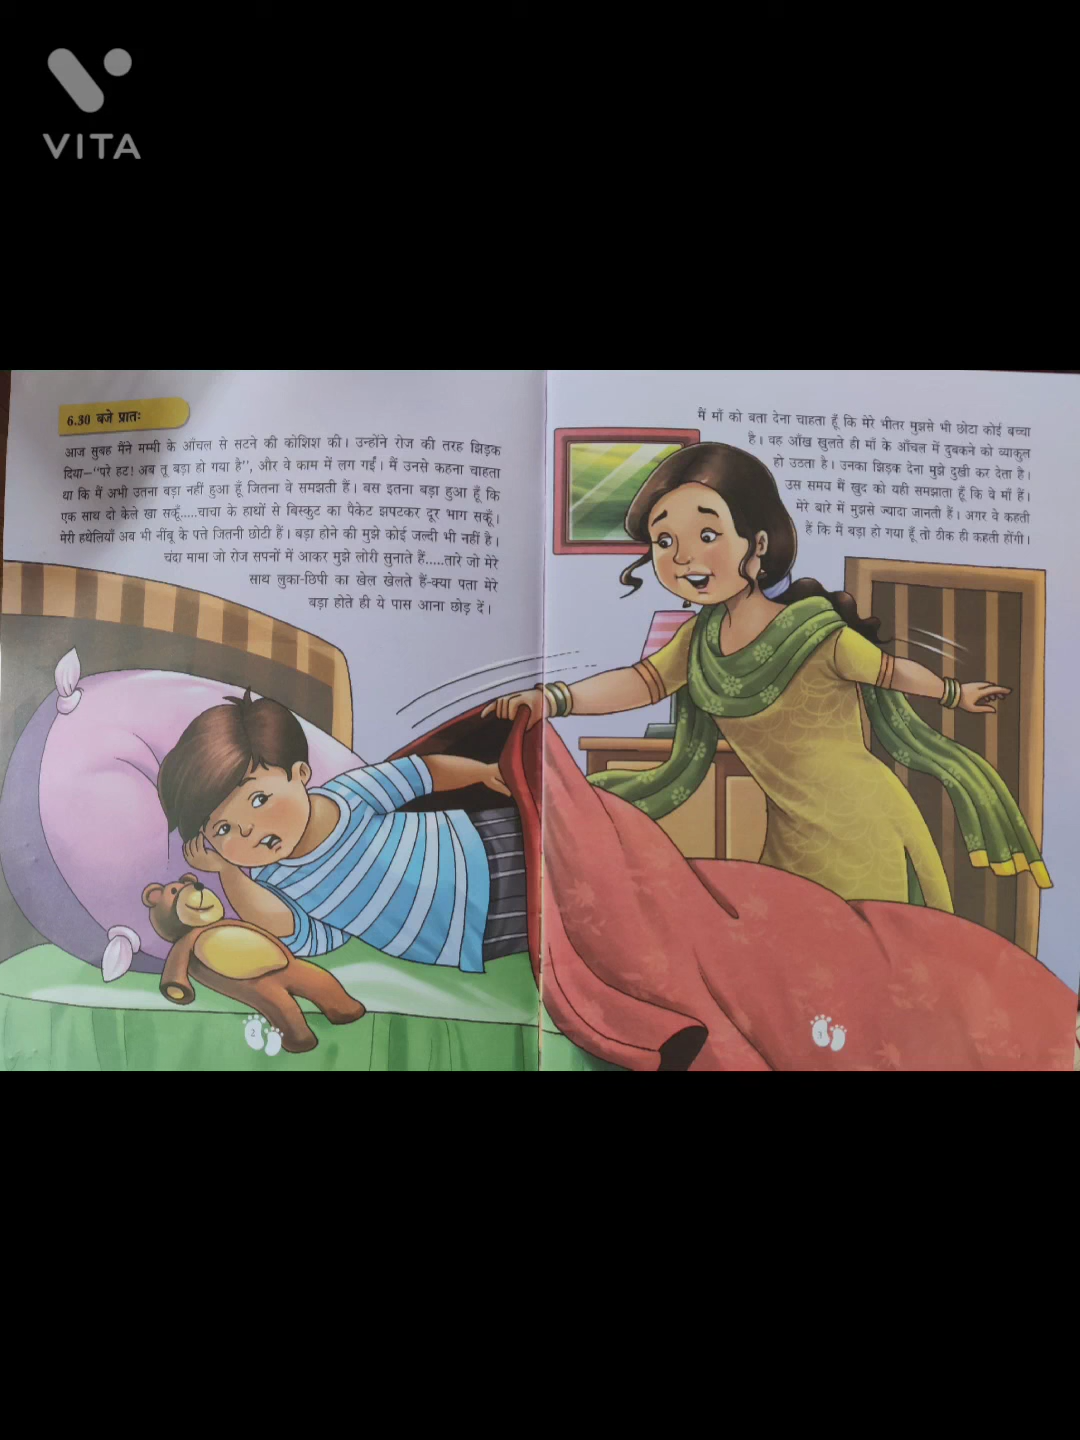 VITA
6.30 बजे प्रातः
आज सुबह मैंने मम्मी के आँचल से सटने की कोशिश की। उन्होंने रोज की तरह झिड़क
दिया—“परे हट! अब तू बड़ा हो गया है”, और वे काम में लग गईं। मैं उनसे कहना चाहता
था कि मैं अभी उतना बड़ा नहीं हुआ हूँ जितना वे समझती हैं। बस इतना बड़ा हुआ हूँ कि
एक साथ दो केले खा सकूँ.....चाचा के हाथों से बिस्कुट का पैकेट झपटकर दूर भाग सकूँ।
मेरी हथेलियाँ अब भी नींबू के पत्ते जितनी छोटी हैं। बड़ा होने की मुझे कोई जल्दी भी नहीं है।
चंदा मामा जो रोज सपनों में आकर मुझे लोरी सुनाते हैं.....तारे जो मेरे
साथ लुका-छिपी का खेल खेलते हैं-क्या पता मेरे
बड़ा होते ही ये पास आना छोड़ दें।
2
मैं माँ को बता देना चाहता हूँ कि मेरे भीतर मुझसे भी छोटा कोई बच्चा
है। वह आँख खुलते ही माँ के आँचल में दुबकने को व्याकुल
हो उठता है। उनका झिड़क देना मुझे दुखी कर देता है।
उस समय मैं खुद को यही समझाता हूँ कि वे माँ हैं।
मेरे बारे में मुझसे ज्यादा जानती हैं। अगर वे कहती
हैं कि मैं बड़ा हो गया हूँ तो ठीक ही कहती होंगी।
3